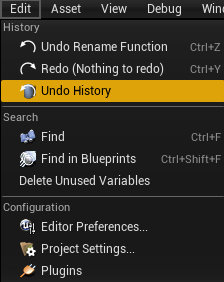 Edit Asset View Debug
History
Undo Rename Function Ctrl+Z
Redo (Nothing to redo) Ctrl+Y
Undo History
Search
Find Ctrl+F
Find in Blueprints Ctrl+Shift+F
Delete Unused Variables
Configuration
Editor Preferences...
Project Settings...
Plugins